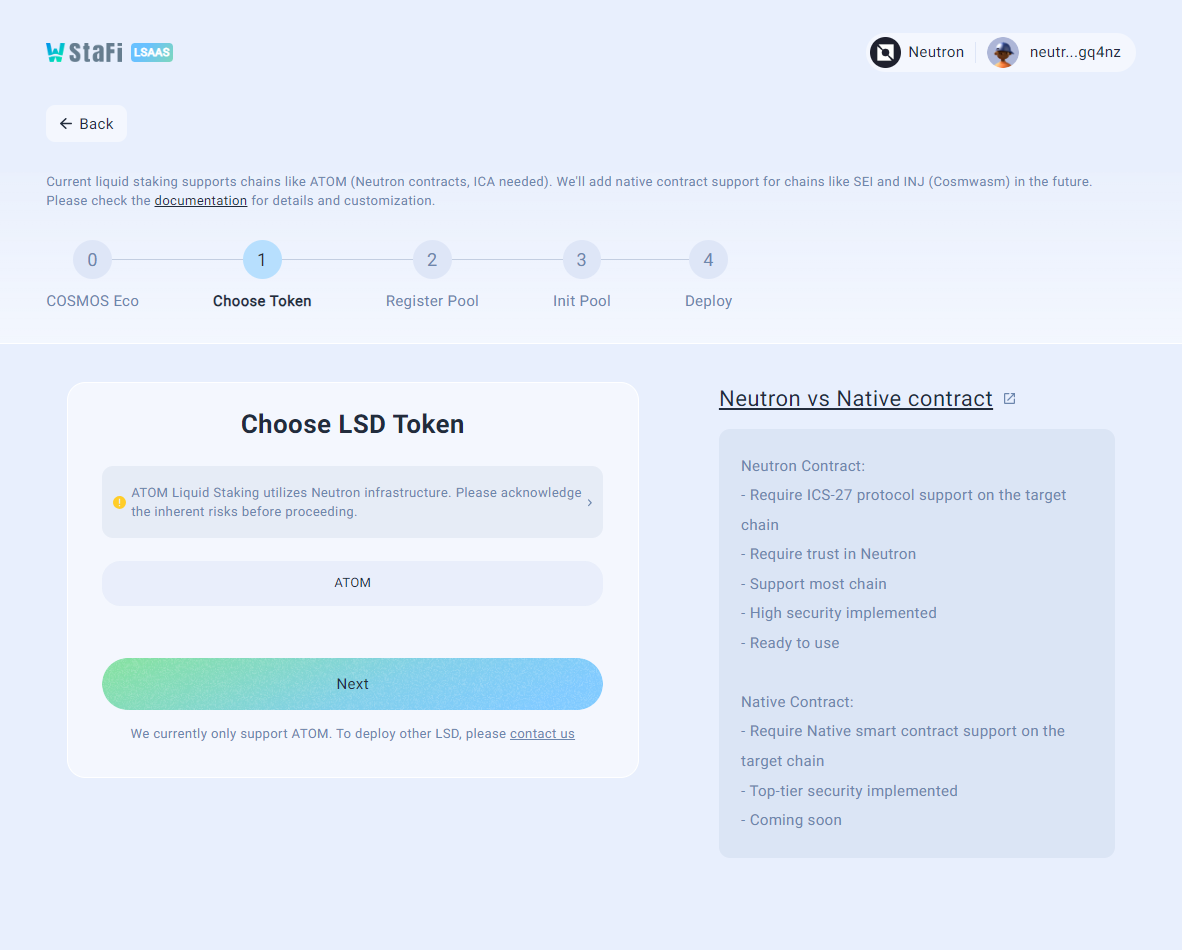 StaFi LSAAS
Neutron
neutr...gq4nz
Back
Current liquid staking supports chains like ATOM (Neutron contracts, ICA needed). We'll add native contract support for chains like SEI and INJ (Cosmwasm) in the future.
Please check the documentation for details and customization.
0
1
2
3
4
COSMOS Eco
Choose Token
Register Pool
Init Pool
Deploy
Choose LSD Token
ATOM Liquid Staking utilizes Neutron infrastructure. Please acknowledge
the inherent risks before proceeding.
ATOM
Next
We currently only support ATOM. To deploy other LSD, please contact us
Neutron vs Native contract
Neutron Contract:
- Require ICS-27 protocol support on the target
chain
- Require trust in Neutron
- Support most chain
- High security implemented
- Ready to use
Native Contract:
- Require Native smart contract support on the
target chain
- Top-tier security implemented
- Coming soon